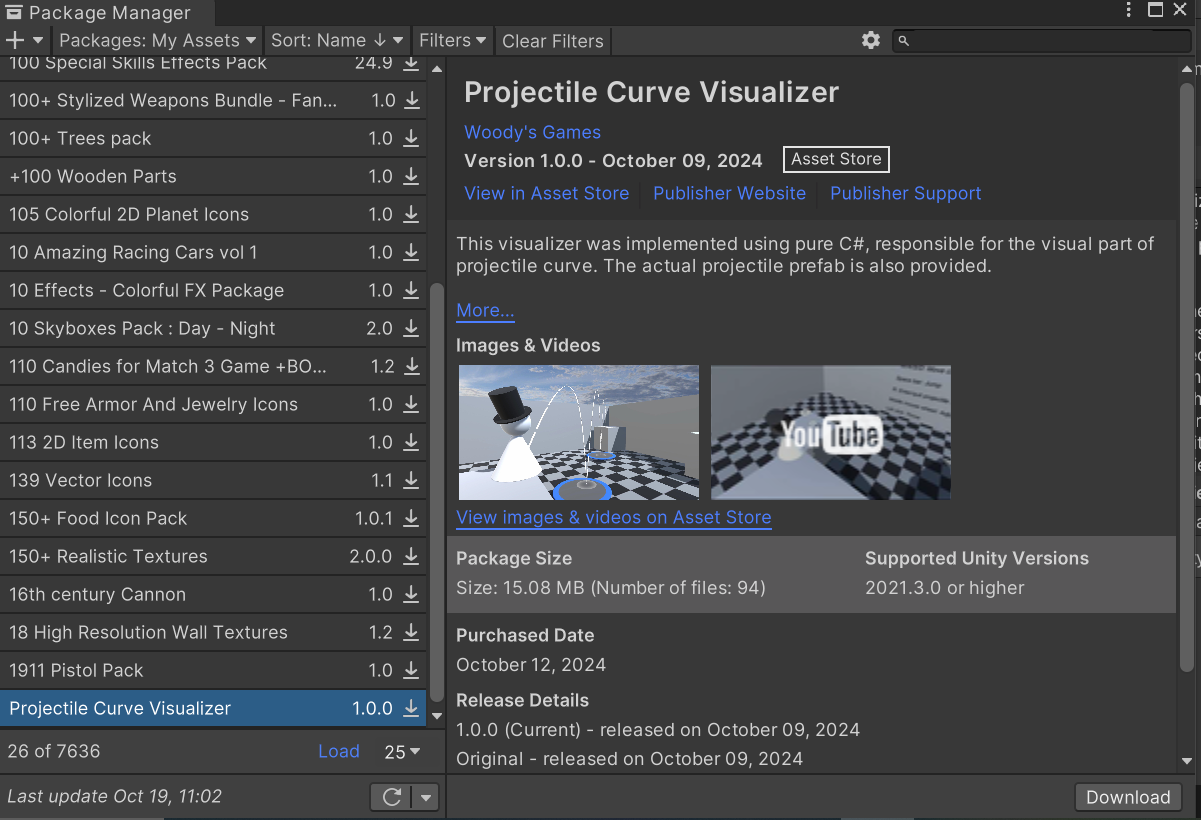 Package Manager
Packages: My Assets
Sort: Name ↓
Filters
Clear Filters
100 Special Skills Effects Pack 24.9
100+ Stylized Weapons Bundle - Fan... 1.0
100+ Trees pack 1.0
+100 Wooden Parts 1.0
105 Colorful 2D Planet Icons 1.0
10 Amazing Racing Cars vol 1 1.0
10 Effects - Colorful FX Package 1.0
10 Skyboxes Pack : Day - Night 2.0
110 Candies for Match 3 Game +BO... 1.2
110 Free Armor And Jewelry Icons 1.0
113 2D Item Icons 1.0
139 Vector Icons 1.1
150+ Food Icon Pack 1.0.1
150+ Realistic Textures 2.0.0
16th century Cannon 1.0
18 High Resolution Wall Textures 1.2
1911 Pistol Pack 1.0
Projectile Curve Visualizer 1.0.0
26 of 7636 Load 25
Last update Oct 19, 11:02
Projectile Curve Visualizer
Woody's Games
Version 1.0.0 - October 09, 2024 Asset Store
View in Asset Store Publisher Website Publisher Support
This visualizer was implemented using pure C#, responsible for the visual part of
projectile curve. The actual projectile prefab is also provided.
More...
Images & Videos
YouTube
View images & videos on Asset Store
Package Size Supported Unity Versions
Size: 15.08 MB (Number of files: 94) 2021.3.0 or higher
Purchased Date
October 12, 2024
Release Details
1.0.0 (Current) - released on October 09, 2024
Original - released on October 09, 2024
Download